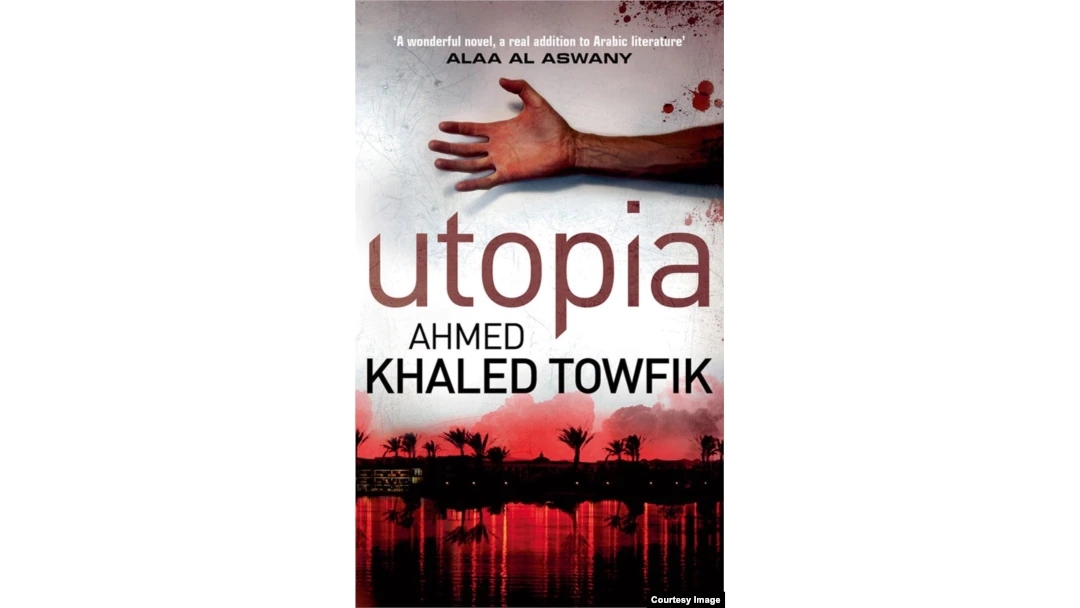 ‘A wonderful novel, a real addition to Arabic literature’
ALAA AL ASWANY
utopia
AHMED
KHALED TOWFIK
Courtesy Image